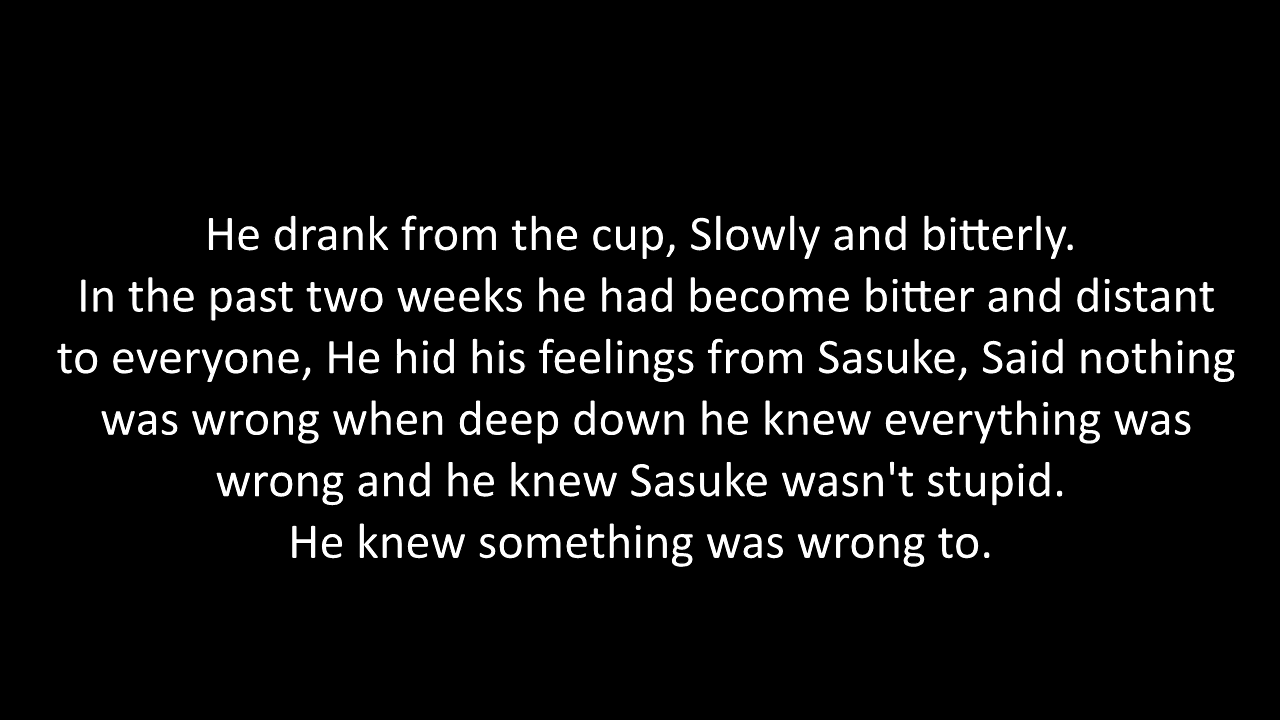 He drank from the cup, Slowly and bitterly.
In the past two weeks he had become bitter and distant
to everyone, He hid his feelings from Sasuke, Said nothing
was wrong when deep down he knew everything was
wrong and he knew Sasuke wasn't stupid.
He knew something was wrong to.